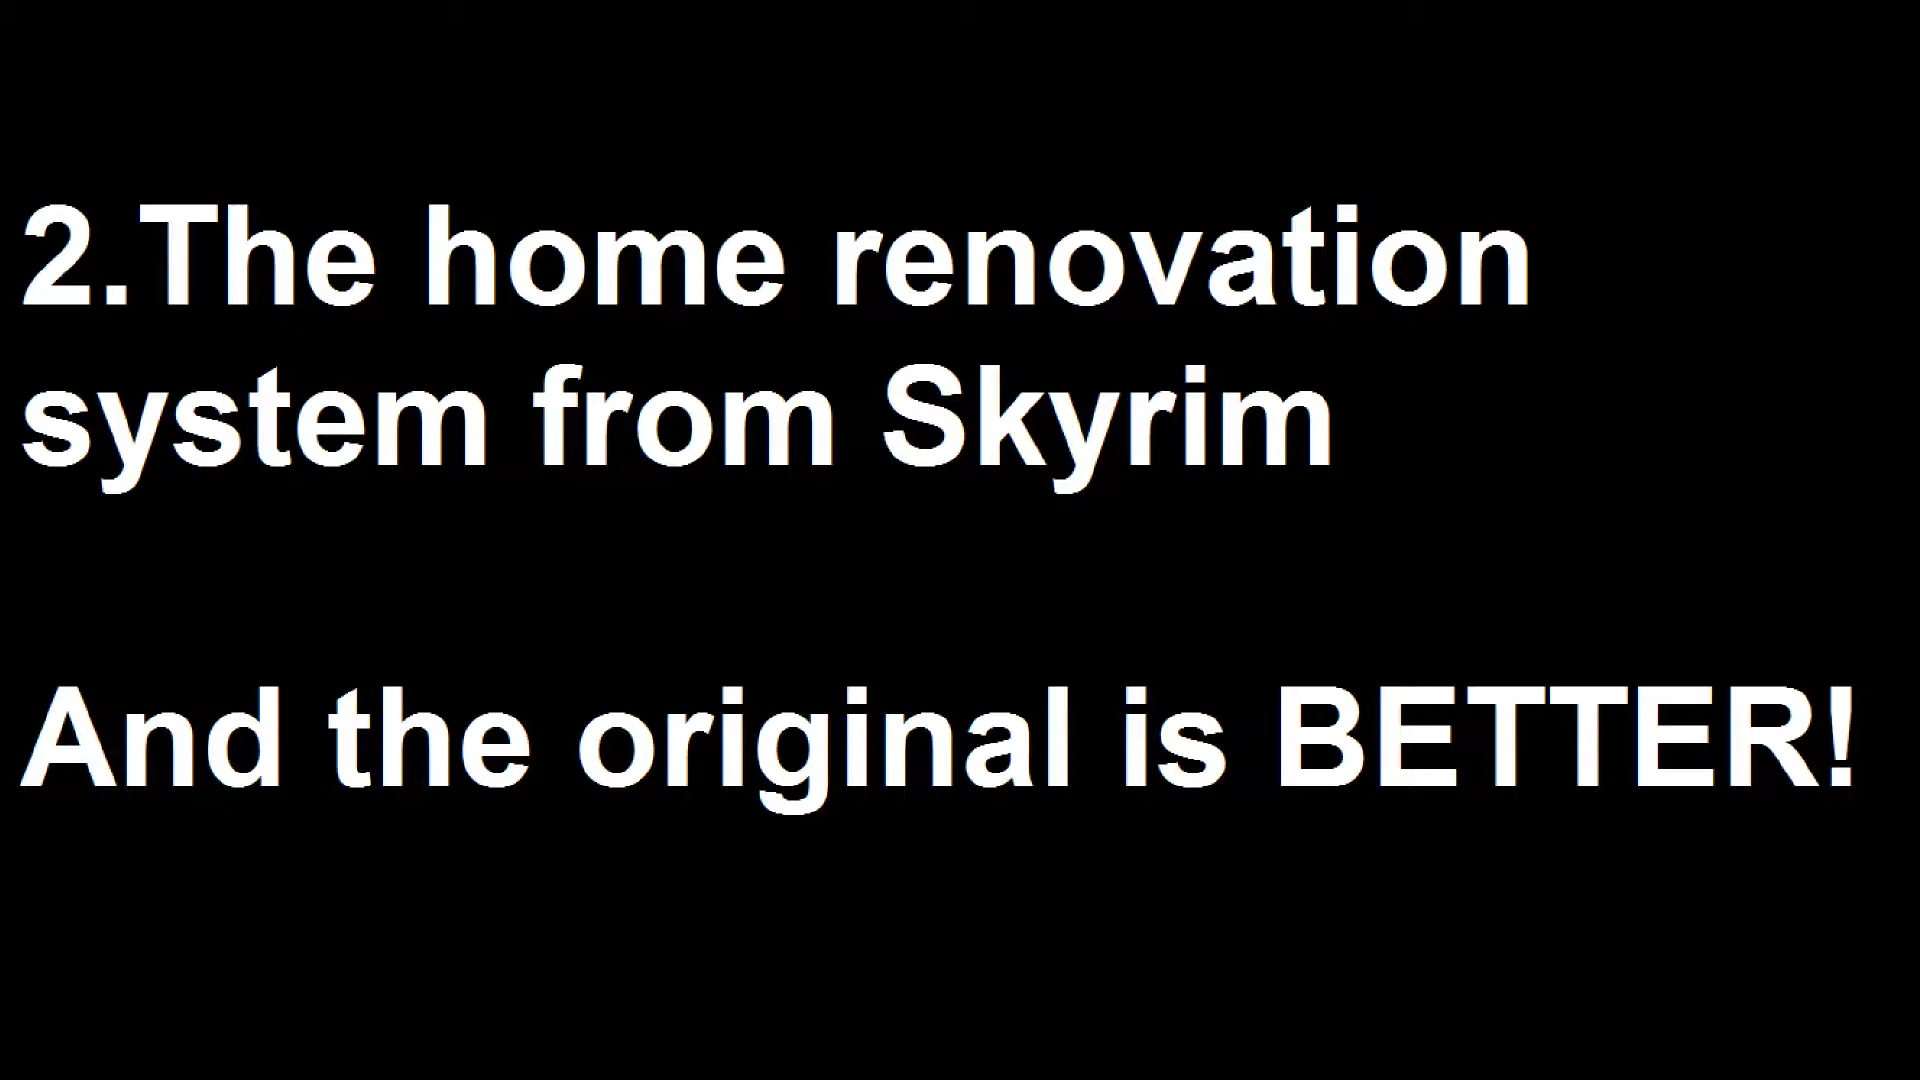 2.The home renovation
system from Skyrim
And the original is BETTER!